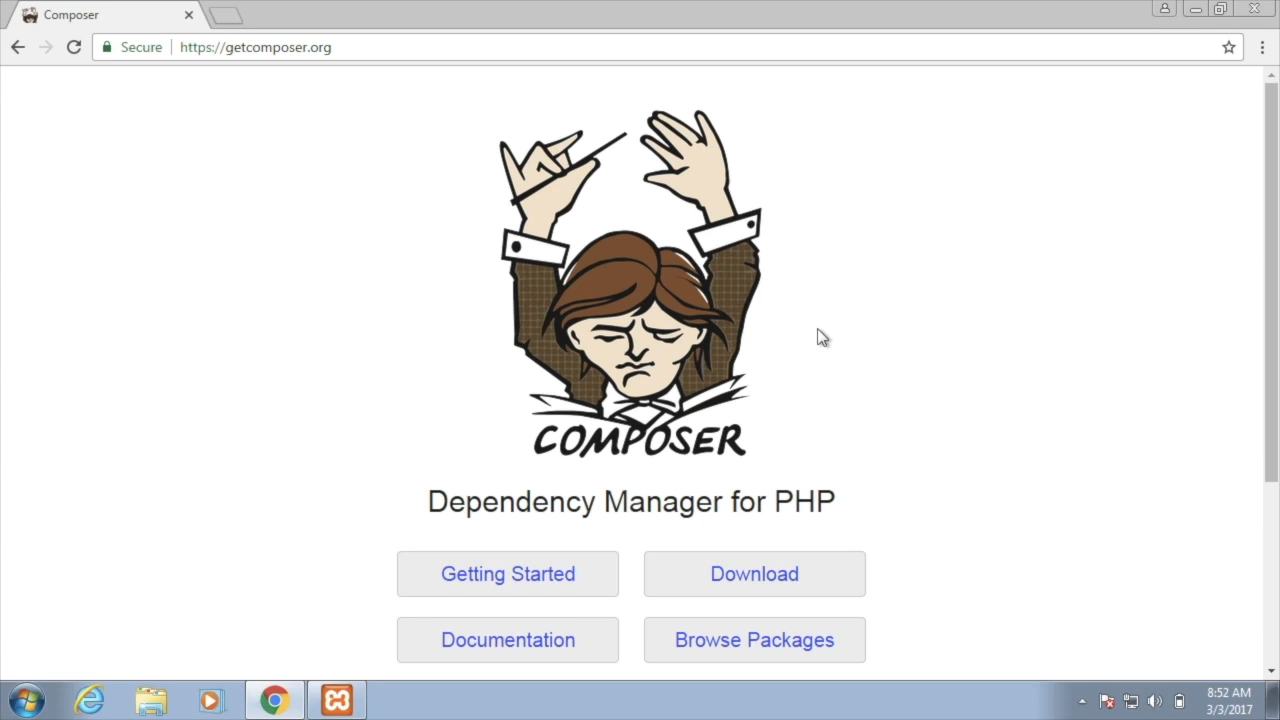 Composer
Secure
https://getcomposer.org
COMPOSER
Dependency Manager for PHP
Getting Started
Download
Documentation
Browse Packages
8:52 AM
3/3/2017